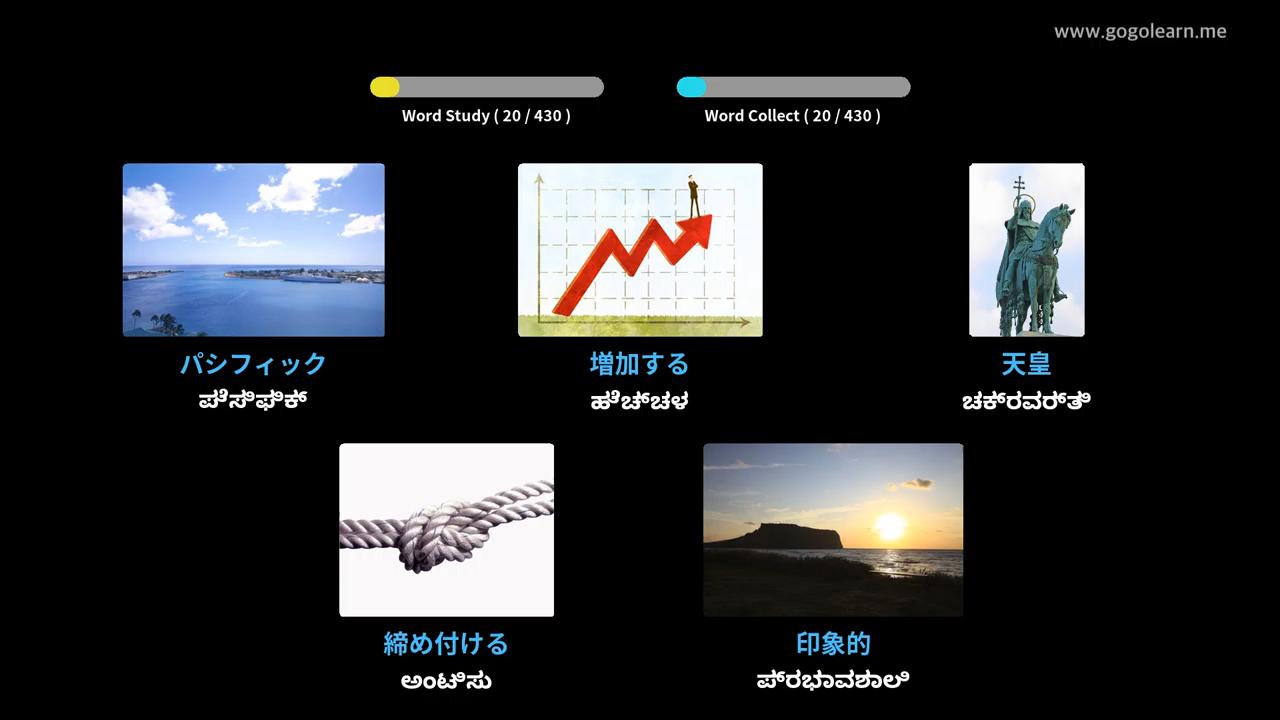 www.gogolearn.me
Word Study ( 20 / 430 )
Word Collect ( 20 / 430 )
パシフィック
ಪೆಸಿಫಿಕ್
増加する
ಹೆಚ್ಚಳ
天皇
ಚಕ್ರವರ್ತಿ
締め付ける
ಅಂಟಿಸು
印象的
ಪ್ರಭಾವಶಾಲಿ